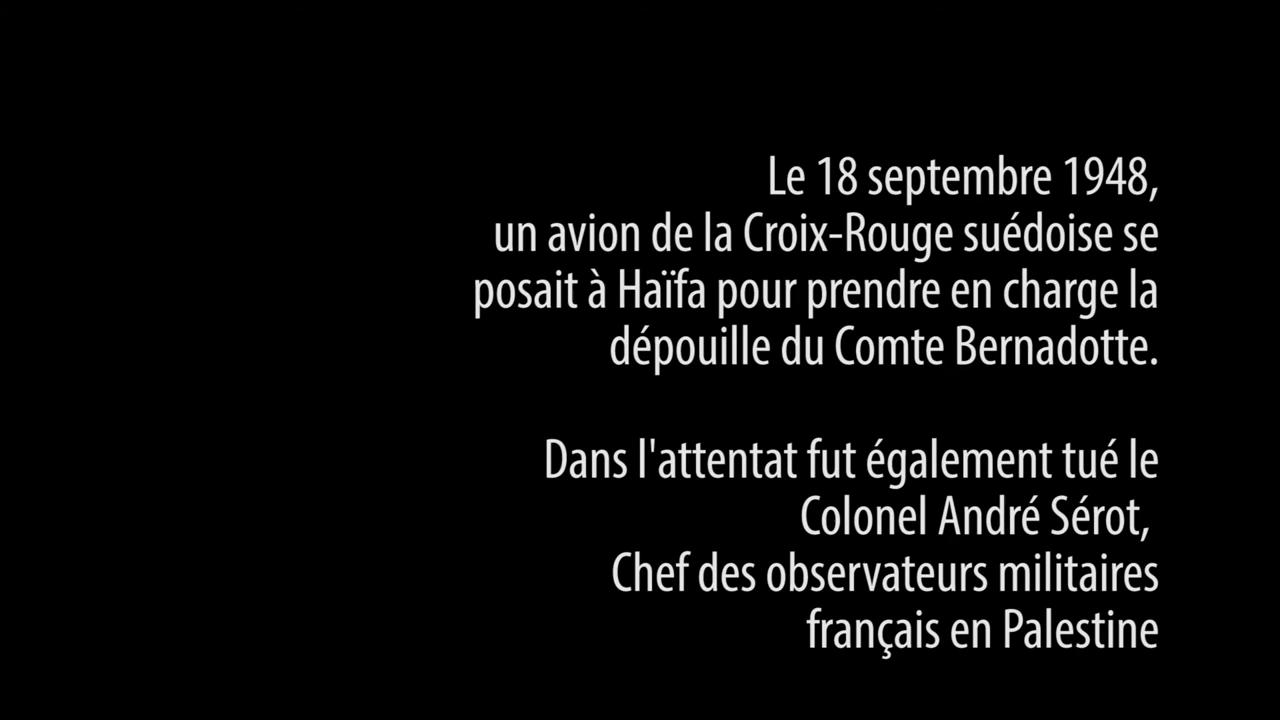 Le 18 septembre 1948,
un avion de la Croix-Rouge suédoise se
posait à Haïfa pour prendre en charge la
dépouille du Comte Bernadotte.
Dans l'attentat fut également tué le
Colonel André Sérot,
Chef des observateurs militaires
français en Palestine